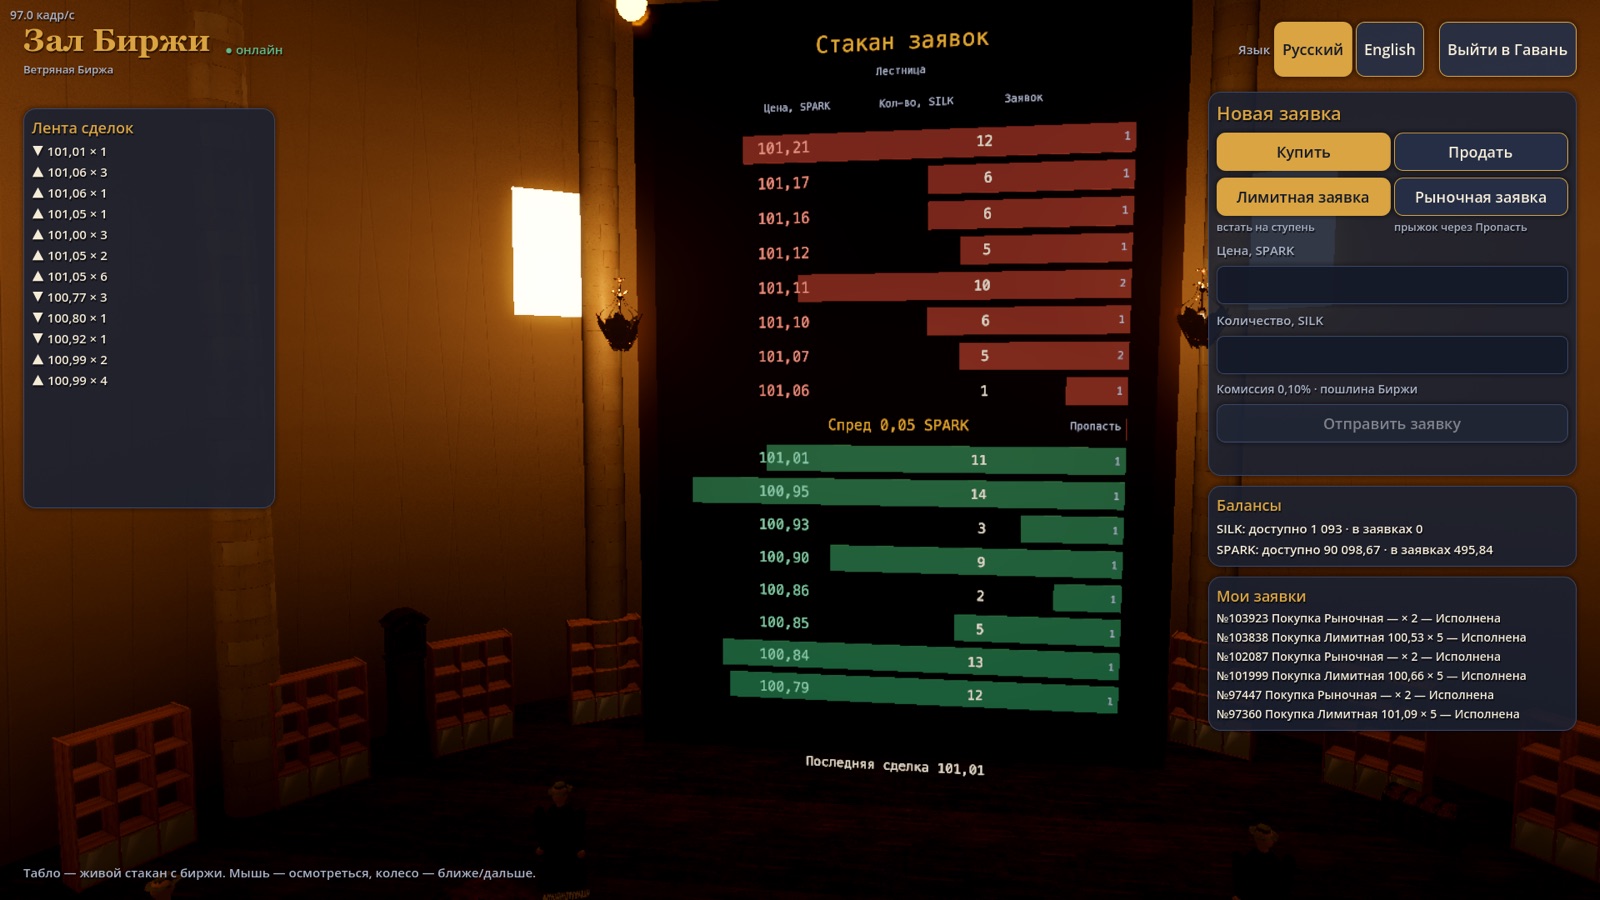 97.0 кадр/с
Зал Биржи
● онлайн
Ветряная Биржа
Лента сделок
▼ 101,01 × 1
▲ 101,06 × 3
▲ 101,06 × 1
▲ 101,05 × 1
▲ 101,00 × 3
▲ 101,05 × 2
▲ 101,05 × 6
▼ 100,77 × 3
▼ 100,80 × 1
▼ 100,92 × 1
▲ 100,99 × 2
▲ 100,99 × 4
Стакан заявок
Лестница
Цена, SPARK Кол-во, SILK Заявок
101,21 12 1
101,17 6 1
101,16 6 1
101,12 5 1
101,11 10 2
101,10 6 1
101,07 5 2
101,06 1 1
Спред 0,05 SPARK Пропасть
101,01 11 1
100,95 14 1
100,93 3 1
100,90 9 1
100,86 2 1
100,85 5 1
100,84 13 1
100,79 12 1
Последняя сделка 101,01
Язык Русский English Выйти в Гавань
Новая заявка
Купить Продать
Лимитная заявка Рыночная заявка
встать на ступень прыжок через Пропасть
Цена, SPARK
Количество, SILK
Комиссия 0,10% · пошлина Биржи
Отправить заявку
Балансы
SILK: доступно 1 093 · в заявках 0
SPARK: доступно 90 098,67 · в заявках 495,84
Мои заявки
№103923 Покупка Рыночная — × 2 — Исполнена
№103838 Покупка Лимитная 100,53 × 5 — Исполнена
№102087 Покупка Рыночная — × 2 — Исполнена
№101999 Покупка Лимитная 100,66 × 5 — Исполнена
№97447 Покупка Рыночная — × 2 — Исполнена
№97360 Покупка Лимитная 101,09 × 5 — Исполнена
Табло — живой стакан с биржи. Мышь — осмотреться, колесо — ближе/дальше.